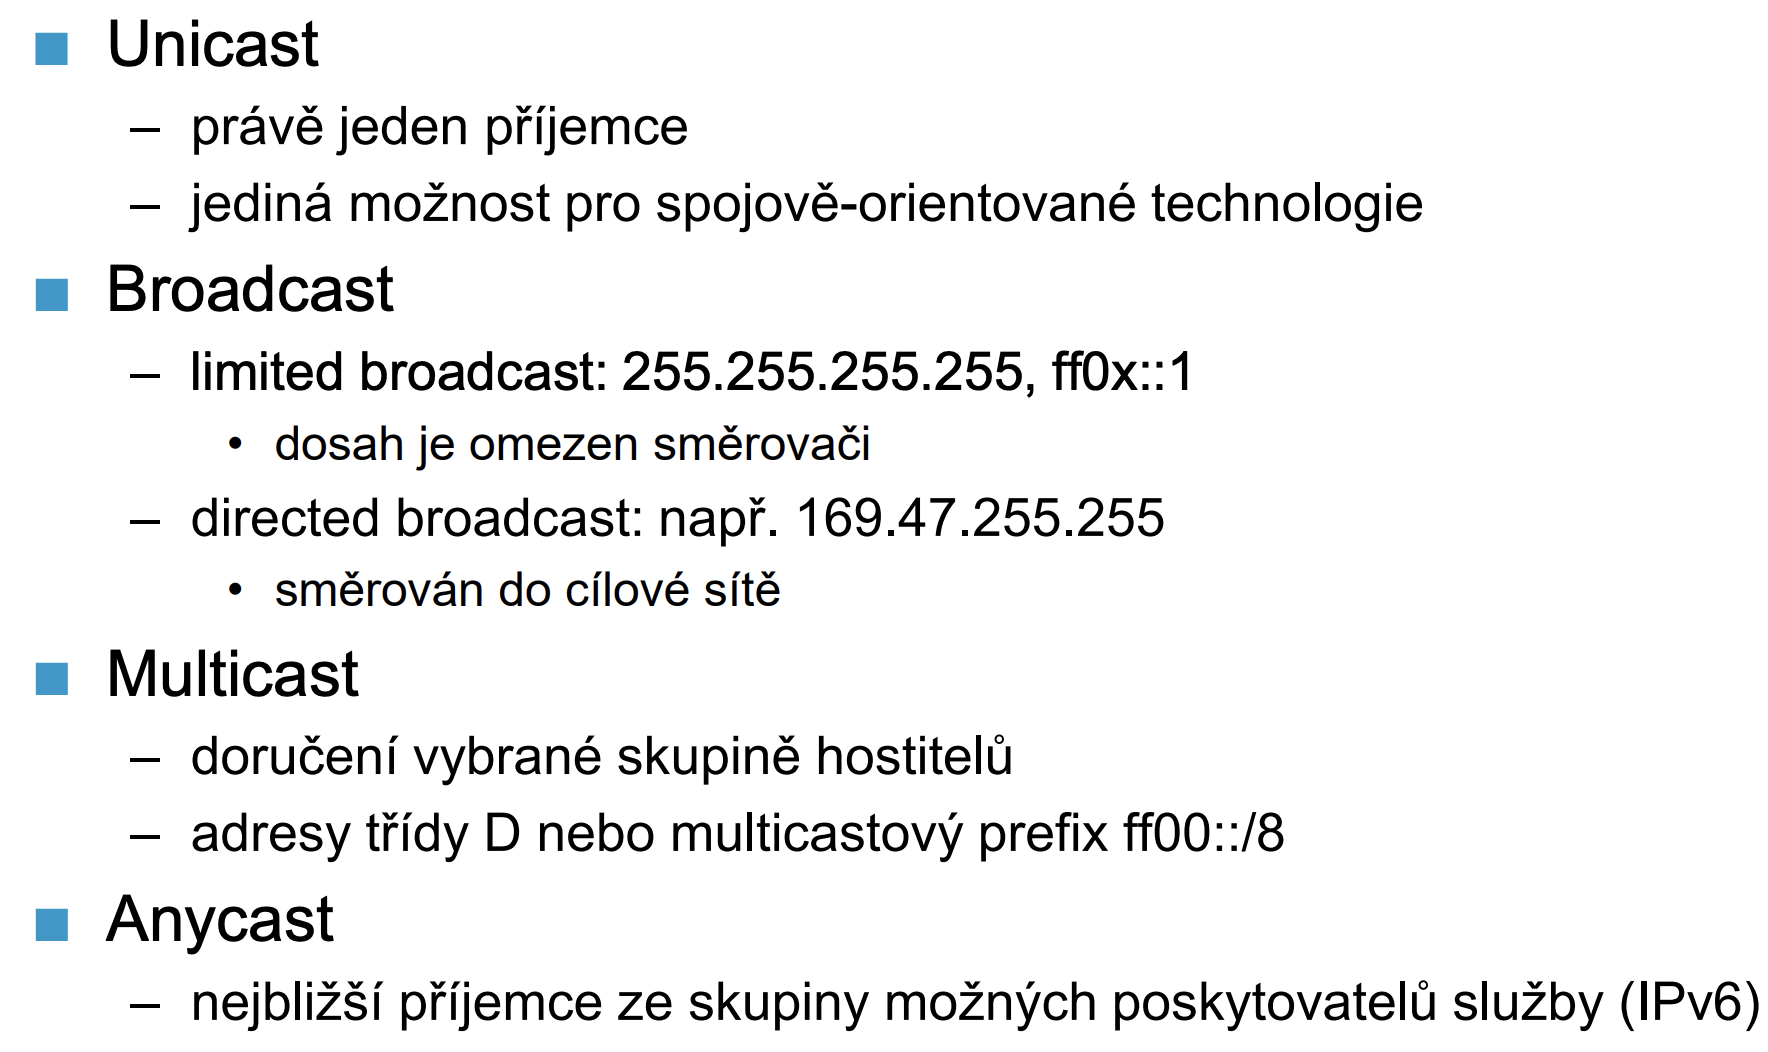 ■ Unicast
– právě jeden příjemce
– jediná možnost pro spojově-orientované technologie
■ Broadcast
– limited broadcast: 255.255.255.255, ff0x::1
• dosah je omezen směrovači
– directed broadcast: např. 169.47.255.255
• směrován do cílové sítě
■ Multicast
– doručení vybrané skupině hostitelů
– adresy třídy D nebo multicastový prefix ff00::/8
■ Anycast
– nejbližší příjemce ze skupiny možných poskytovatelů služby (IPv6)